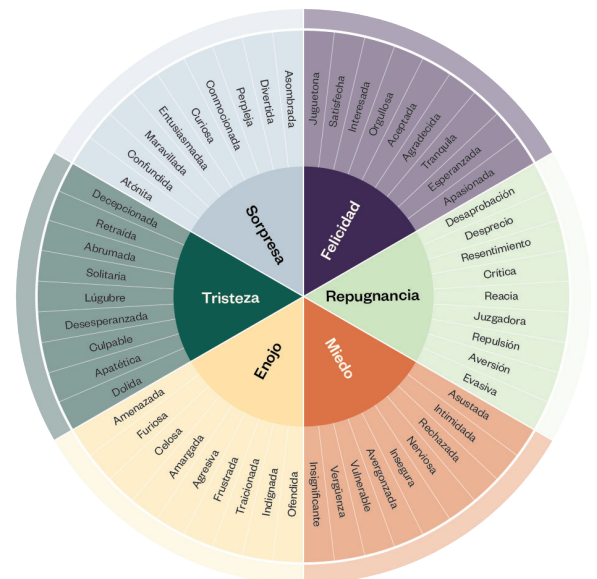 Felicidad
Juguetona
Satisfecha
Interesada
Orgullosa
Aceptada
Agradecida
Tranquila
Esperanzada
Apasionada
Repugnancia
Desaprobación
Desprecio
Resentimiento
Crítica
Reacia
Juzgadora
Repulsión
Aversión
Evasiva
Miedo
Asustada
Intimidada
Rechazada
Nerviosa
Insegura
Avergonzada
Vulnerable
Vergüenza
Insignificante
Enojo
Ofendida
Indignada
Traicionada
Frustrada
Agresiva
Amargada
Celosa
Furiosa
Amenazada
Tristeza
Dolida
Apatética
Culpable
Desesperanzada
Lúgubre
Solitaria
Abrumada
Retraída
Decepcionada
Sorpresa
Atónita
Confundida
Maravillada
Entusiasmadaa
Curiosa
Conmocionada
Perpleja
Divertida
Asombrada